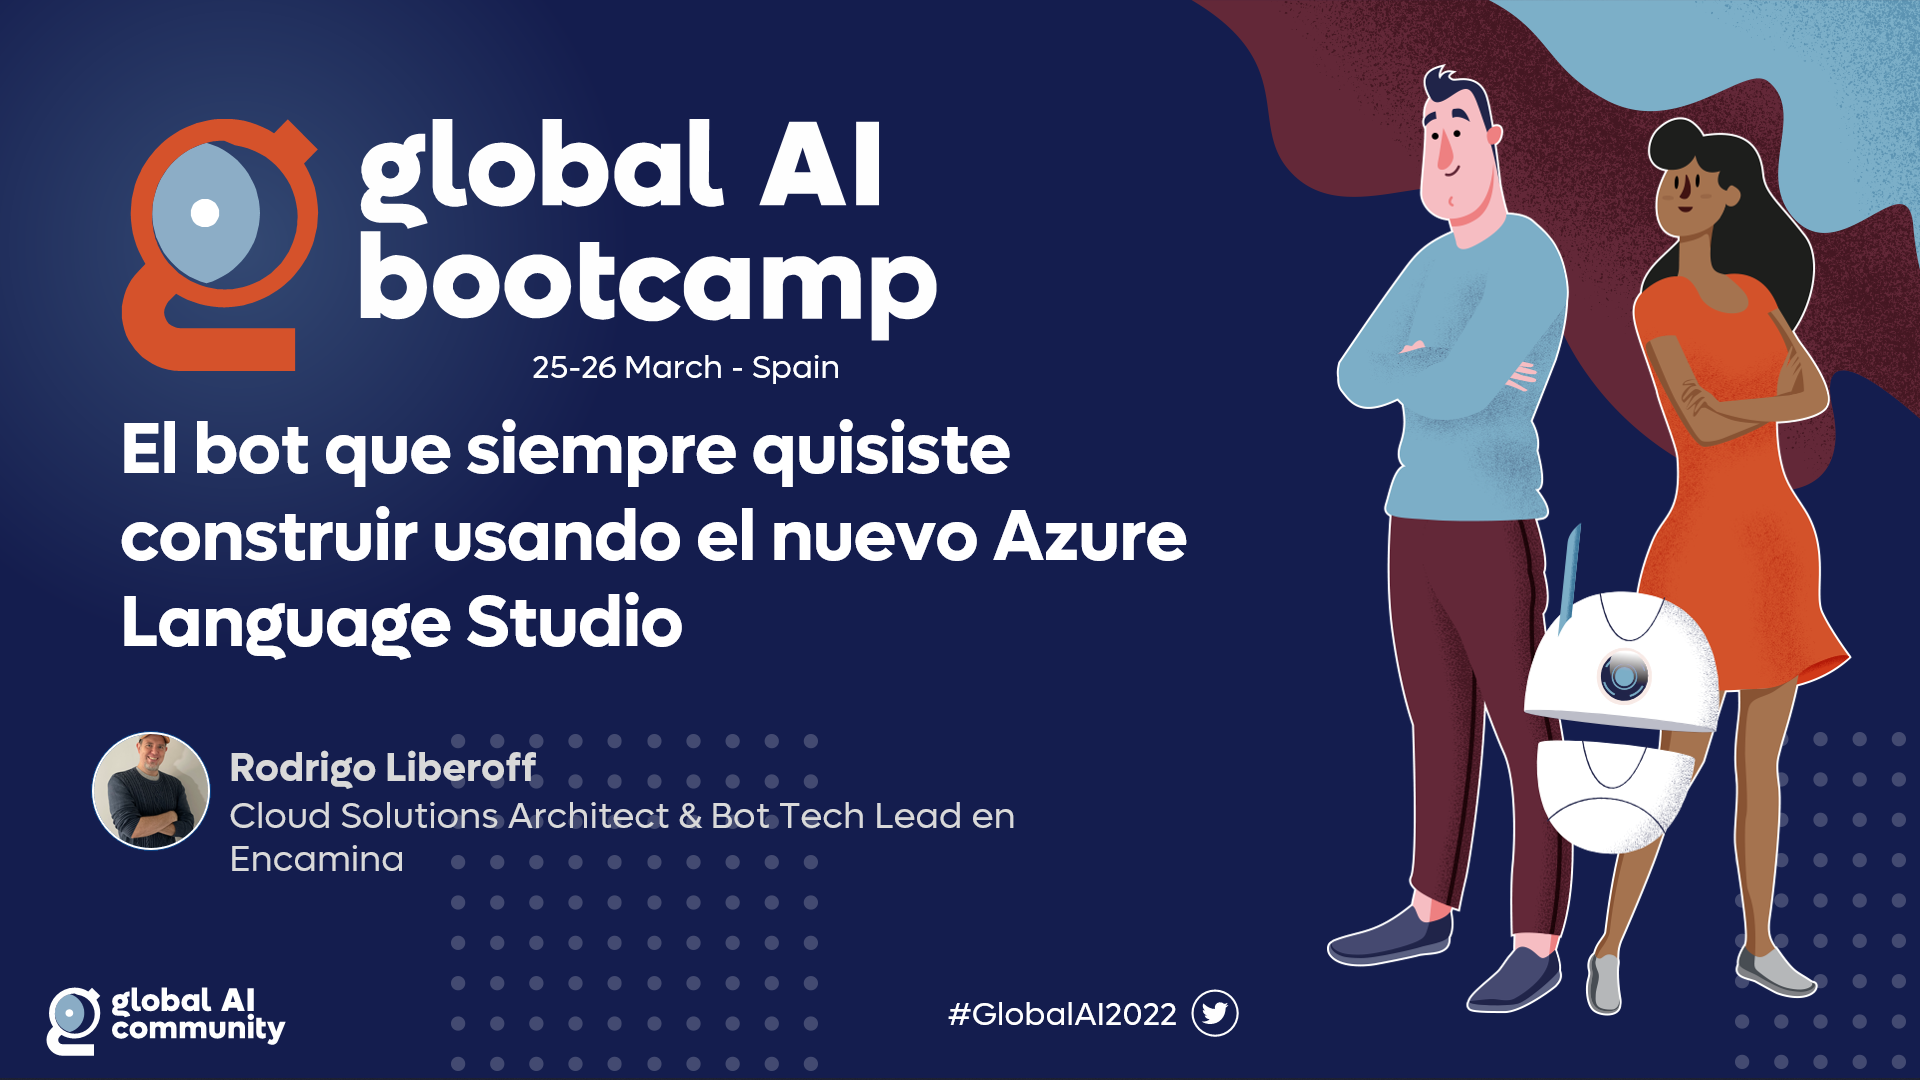 global AI
bootcamp
25-26 March - Spain
El bot que siempre quisiste
construir usando el nuevo Azure
Language Studio
Rodrigo Liberoff
Cloud Solutions Architect & Bot Tech Lead en
Encamina
global AI
community
#GlobalAI2022